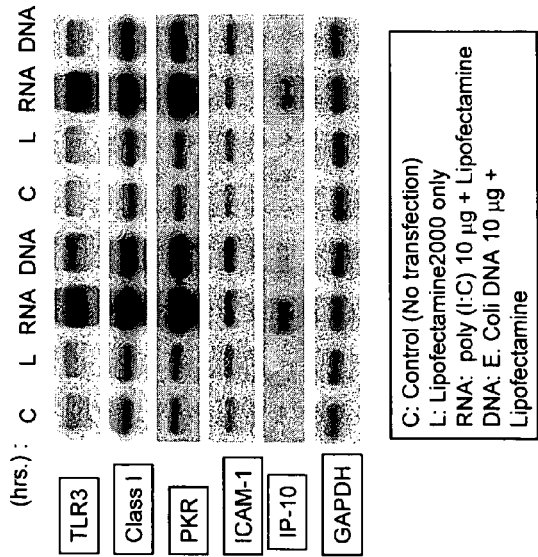 (hrs.) : C L RNA DNA C L RNA DNA
TLR3
Class I
PKR
ICAM-1
IP-10
GAPDH
C: Control (No transfection)
L: Lipofectamine2000 only
RNA: poly (I:C) 10 µg + Lipofectamine
DNA: E. Coli DNA 10 µg +
Lipofectamine